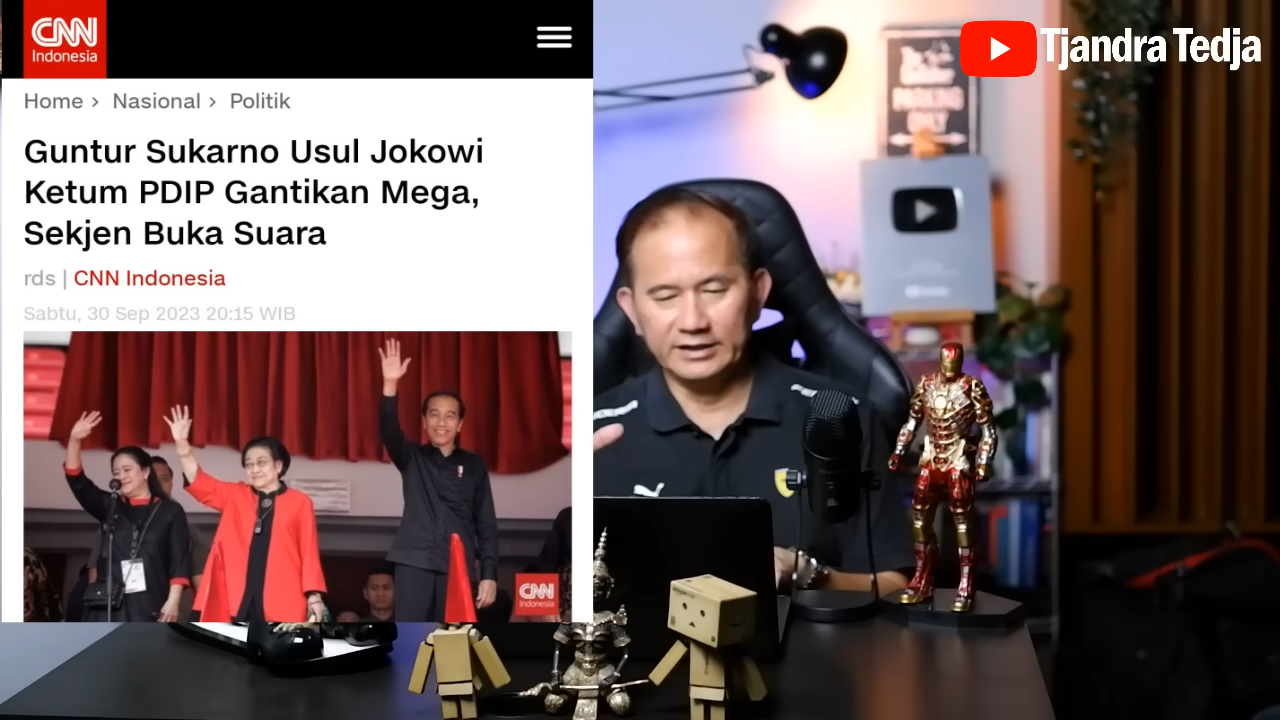 CNN
Indonesia
Home › Nasional › Politik
Guntur Sukarno Usul Jokowi
Ketum PDIP Gantikan Mega,
Sekjen Buka Suara
rds | CNN Indonesia
Sabtu, 30 Sep 2023 20:15 WIB
CNN
Indonesia
Tjandra Tedja
PARKING
ONLY